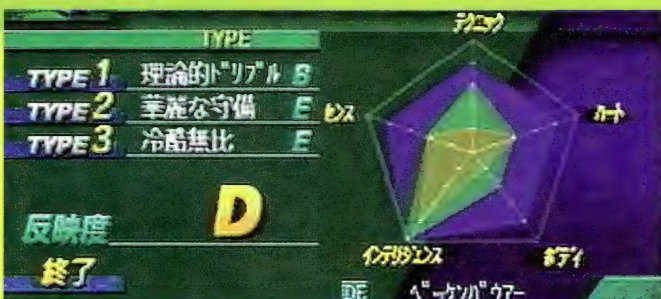 TYPE
TYPE 1 理論的ドリブル B
TYPE 2 華麗な守備 E
TYPE 3 冷酷無比 E
反映度 D
終了
テクニック
センス
ハート
インテリジェンス
ボディ
DF ベーケンバウアー